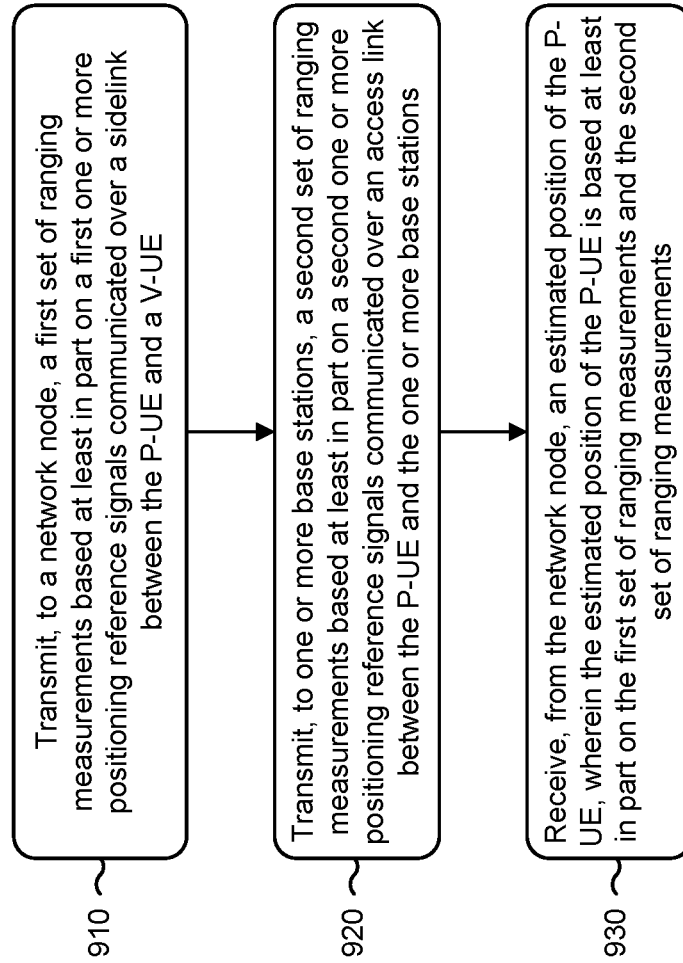 910
Transmit, to a network node, a first set of ranging
measurements based at least in part on a first one or more
positioning reference signals communicated over a sidelink
between the P-UE and a V-UE
920
Transmit, to one or more base stations, a second set of ranging
measurements based at least in part on a second one or more
positioning reference signals communicated over an access link
between the P-UE and the one or more base stations
930
Receive, from the network node, an estimated position of the P-
UE, wherein the estimated position of the P-UE is based at least
in part on the first set of ranging measurements and the second
set of ranging measurements